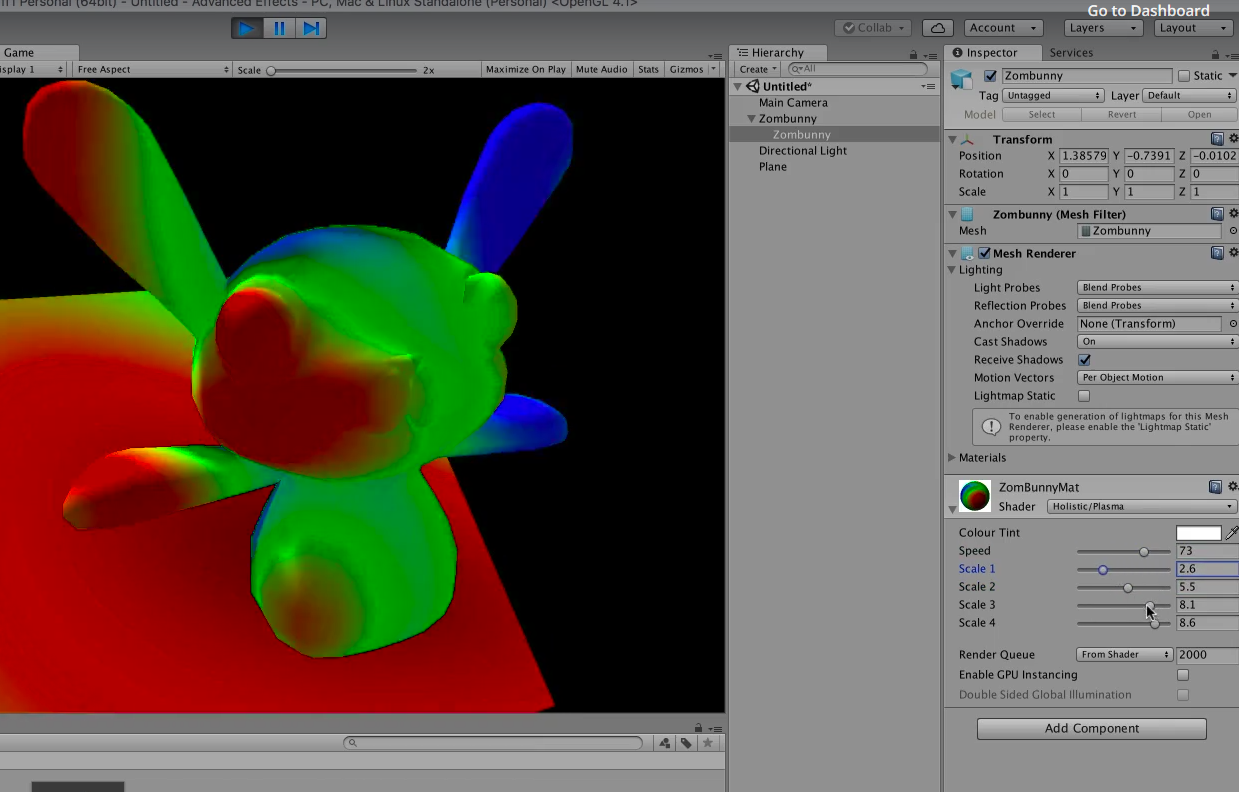 Personal (64bit) - Untitled - Advanced Effects - PC, Mac & Linux Standalone (Personal) <OpenGL 4.1>
Go to Dashboard
Collab Account Layers Layout
Game
isplay 1 Free Aspect Scale 2x Maximize On Play Mute Audio Stats Gizmos
Hierarchy
Create All
Untitled*
Main Camera
Zombunny
Zombunny
Directional Light
Plane
Inspector Services
Zombunny Static
Tag Untagged Layer Default
Model Select Revert Open
Transform
Position X 1.38579 Y -0.7391 Z -0.0102
Rotation X 0 Y 0 Z 0
Scale X 1 Y 1 Z 1
Zombunny (Mesh Filter)
Mesh Zombunny
Mesh Renderer
Lighting
Light Probes Blend Probes
Reflection Probes Blend Probes
Anchor Override None (Transform)
Cast Shadows On
Receive Shadows
Motion Vectors Per Object Motion
Lightmap Static
To enable generation of lightmaps for this Mesh
Renderer, please enable the 'Lightmap Static'
property.
Materials
ZomBunnyMat
Shader Holistic/Plasma
Colour Tint
Speed 73
Scale 1 2.6
Scale 2 5.5
Scale 3 8.1
Scale 4 8.6
Render Queue From Shader 2000
Enable GPU Instancing
Double Sided Global Illumination
Add Component